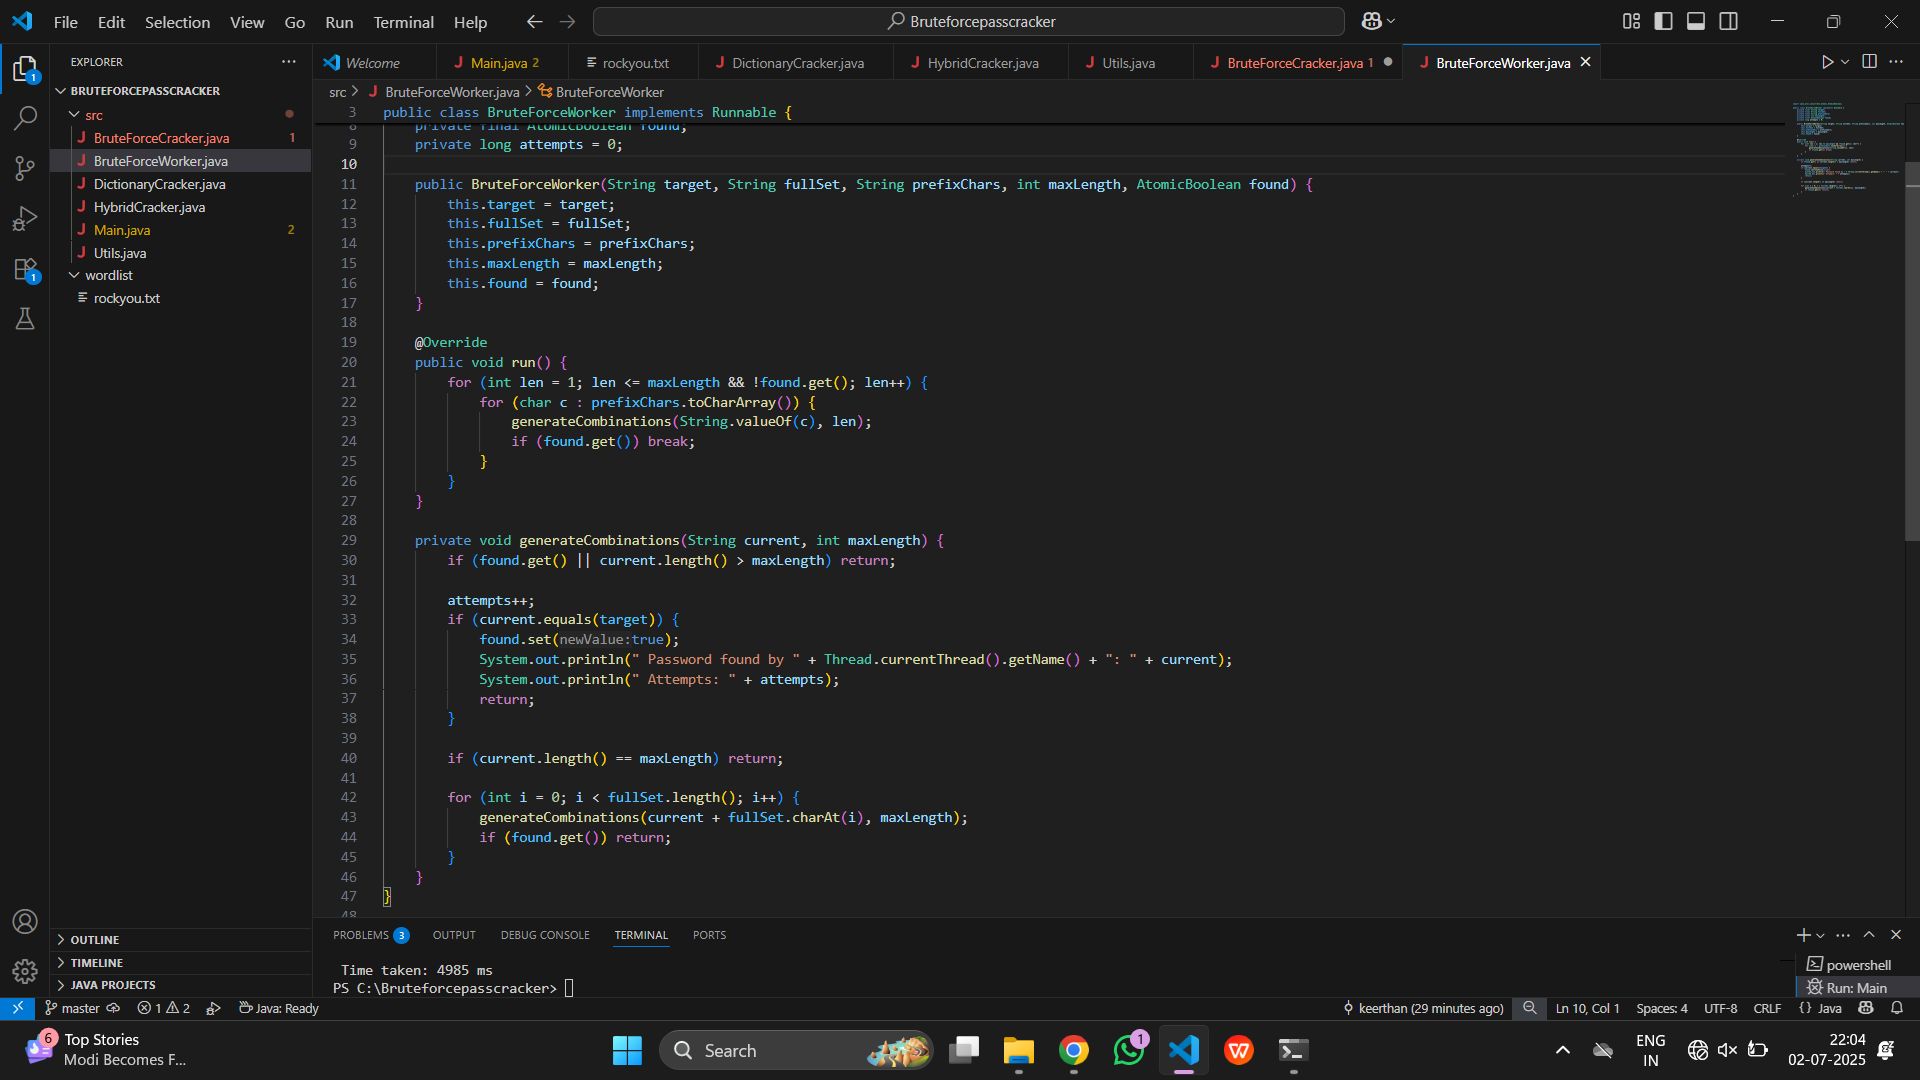 File Edit Selection View Go Run Terminal Help
Bruteforcepasscracker
EXPLORER
BRUTEFORCEPASSCRACKER
src
BruteForceCracker.java 1
BruteForceWorker.java
DictionaryCracker.java
HybridCracker.java
Main.java 2
Utils.java
wordlist
rockyou.txt
OUTLINE
TIMELINE
JAVA PROJECTS
Welcome Main.java 2 rockyou.txt DictionaryCracker.java HybridCracker.java Utils.java BruteForceCracker.java 1 BruteForceWorker.java
src > BruteForceWorker.java > BruteForceWorker
3 public class BruteForceWorker implements Runnable {
8 private final AtomicBoolean found;
9 private long attempts = 0;
10
11 public BruteForceWorker(String target, String fullSet, String prefixChars, int maxLength, AtomicBoolean found) {
12 this.target = target;
13 this.fullSet = fullSet;
14 this.prefixChars = prefixChars;
15 this.maxLength = maxLength;
16 this.found = found;
17 }
18
19 @Override
20 public void run() {
21 for (int len = 1; len <= maxLength && !found.get(); len++) {
22 for (char c : prefixChars.toCharArray()) {
23 generateCombinations(String.valueOf(c), len);
24 if (found.get()) break;
25 }
26 }
27 }
28
29 private void generateCombinations(String current, int maxLength) {
30 if (found.get() || current.length() > maxLength) return;
31
32 attempts++;
33 if (current.equals(target)) {
34 found.set(newValue:true);
35 System.out.println(" Password found by " + Thread.currentThread().getName() + ": " + current);
36 System.out.println(" Attempts: " + attempts);
37 return;
38 }
39
40 if (current.length() == maxLength) return;
41
42 for (int i = 0; i < fullSet.length(); i++) {
43 generateCombinations(current + fullSet.charAt(i), maxLength);
44 if (found.get()) return;
45 }
46 }
47 }
48
PROBLEMS 3 OUTPUT DEBUG CONSOLE TERMINAL PORTS
Time taken: 4985 ms
PS C:\Bruteforcepasscracker>
powershell
Run: Main
master 1 2 Java: Ready keerthan (29 minutes ago) Ln 10, Col 1 Spaces: 4 UTF-8 CRLF {} Java
6 Top Stories
Modi Becomes F...
Search
1
ENG
IN
22:04
02-07-2025